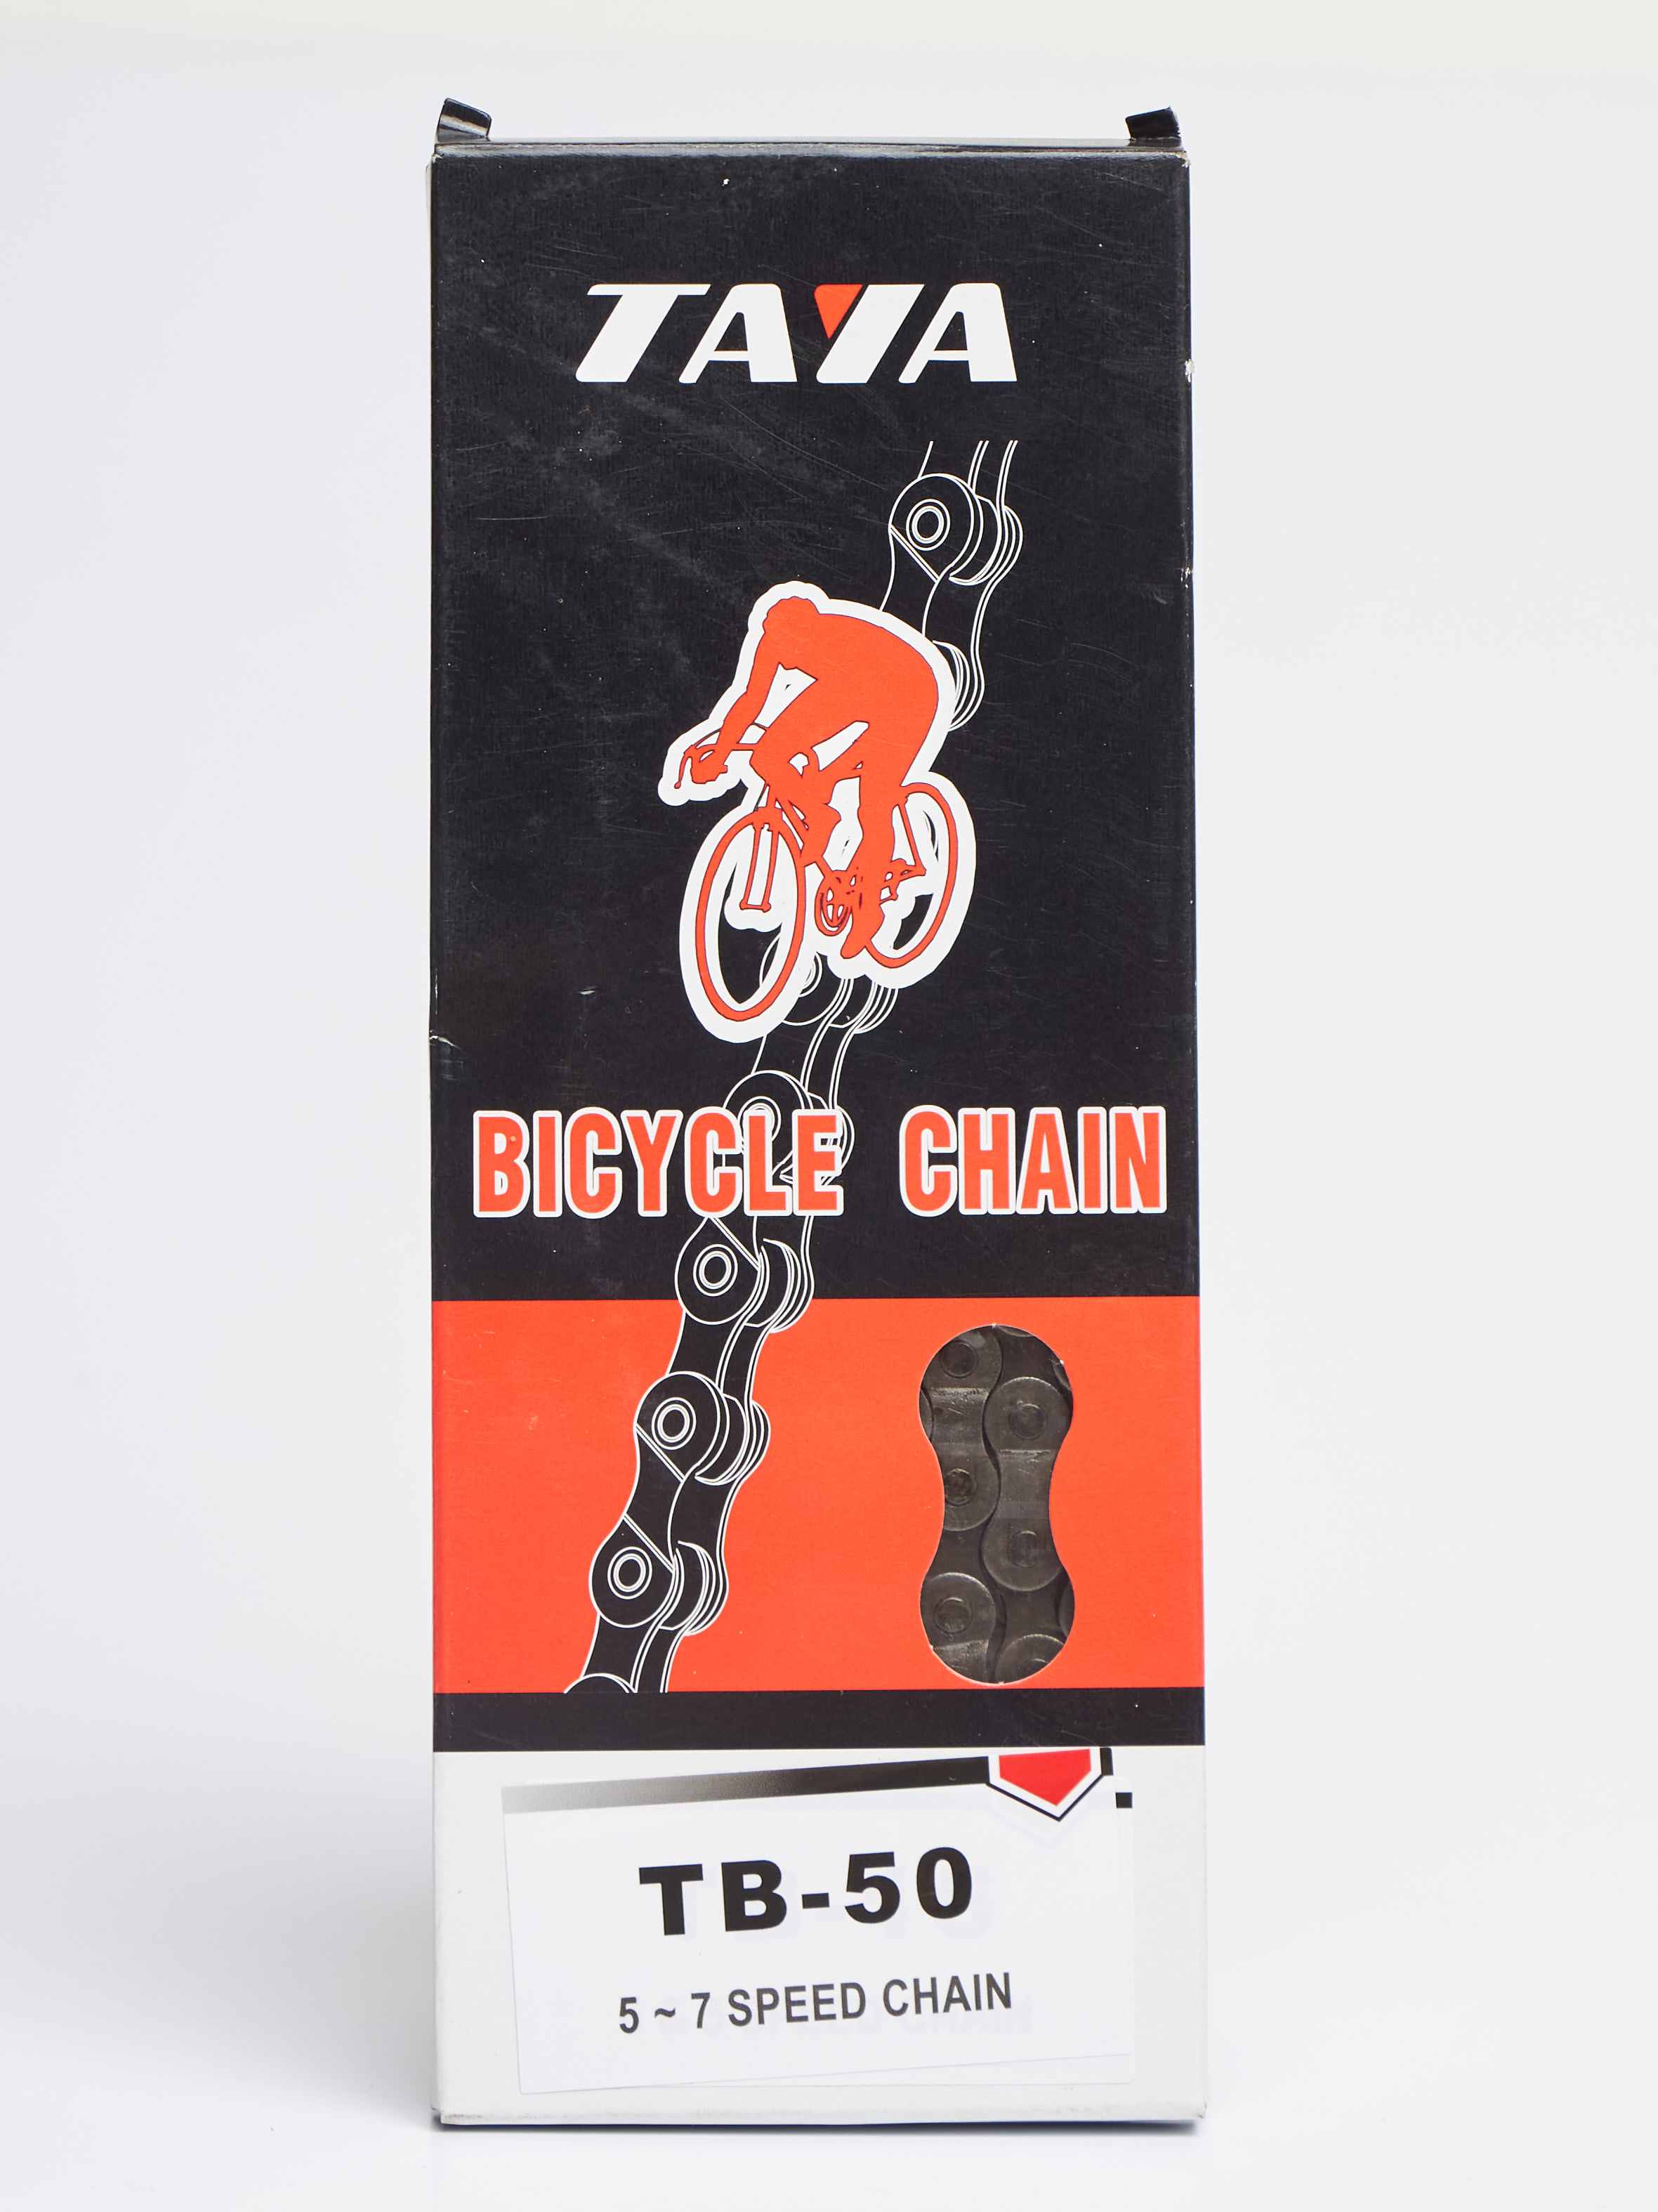 TAYA
BICYCLE CHAIN
TB-50
5 ~ 7 SPEED CHAIN